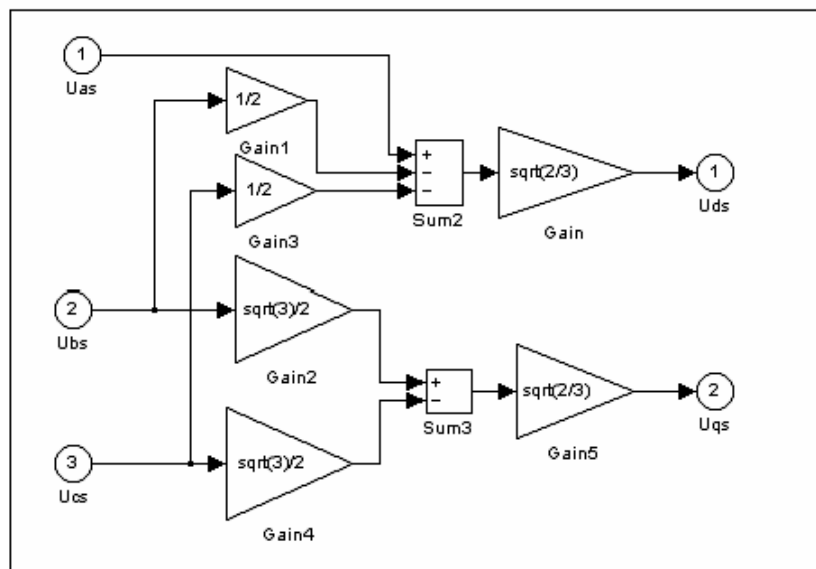 1
Uas
1/2
Gain1
1/2
Gain3
+
−
−
Sum2
sqrt(2/3)
Gain
1
Uds
2
Ubs
sqrt(3)/2
Gain2
+
−
Sum3
sqrt(2/3)
Gain5
2
Uqs
3
Ucs
sqrt(3)/2
Gain4